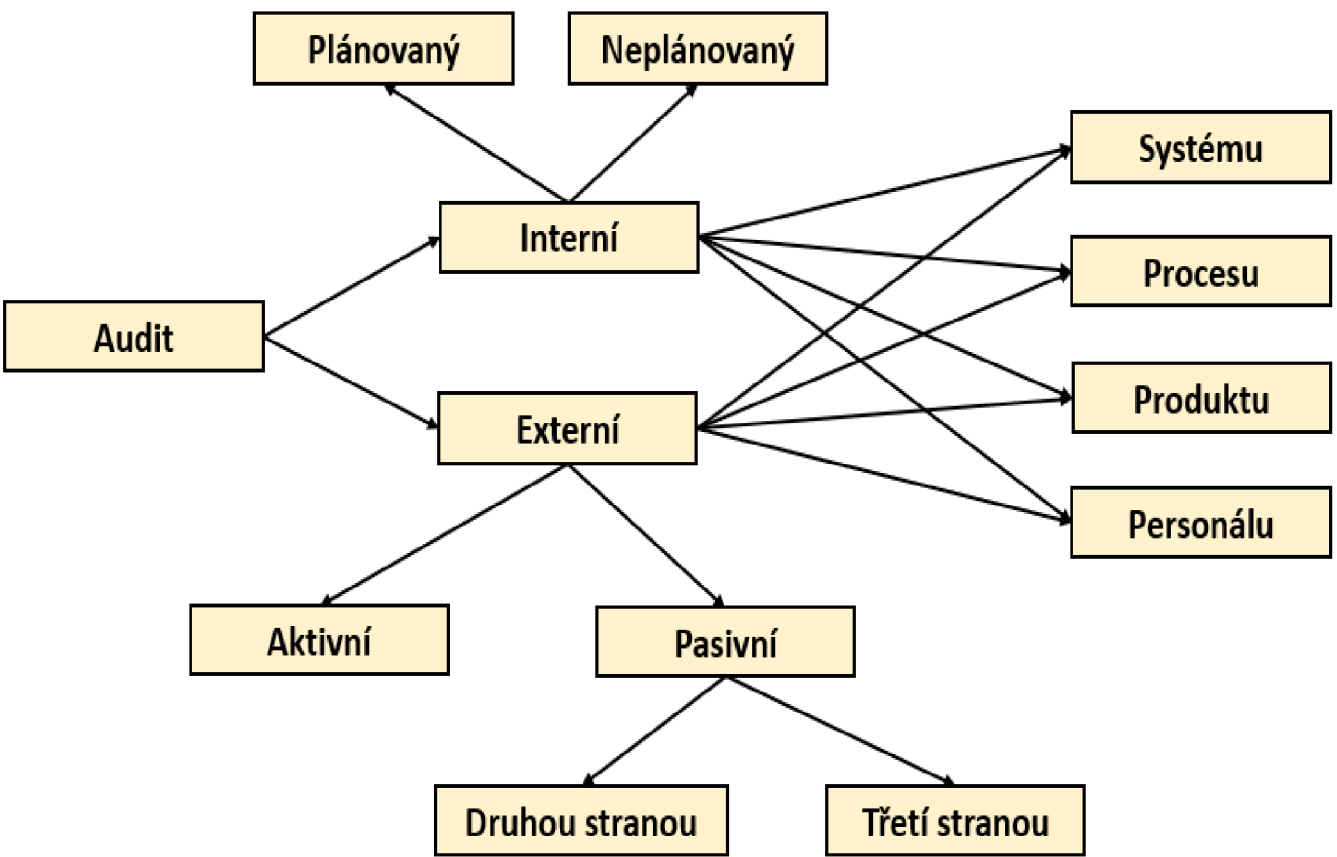 Plánovaný
Neplánovaný
Systému
Interní
Procesu
Audit
Produktu
Externí
Personálu
Aktivní
Pasivní
Druhou stranou
Třetí stranou